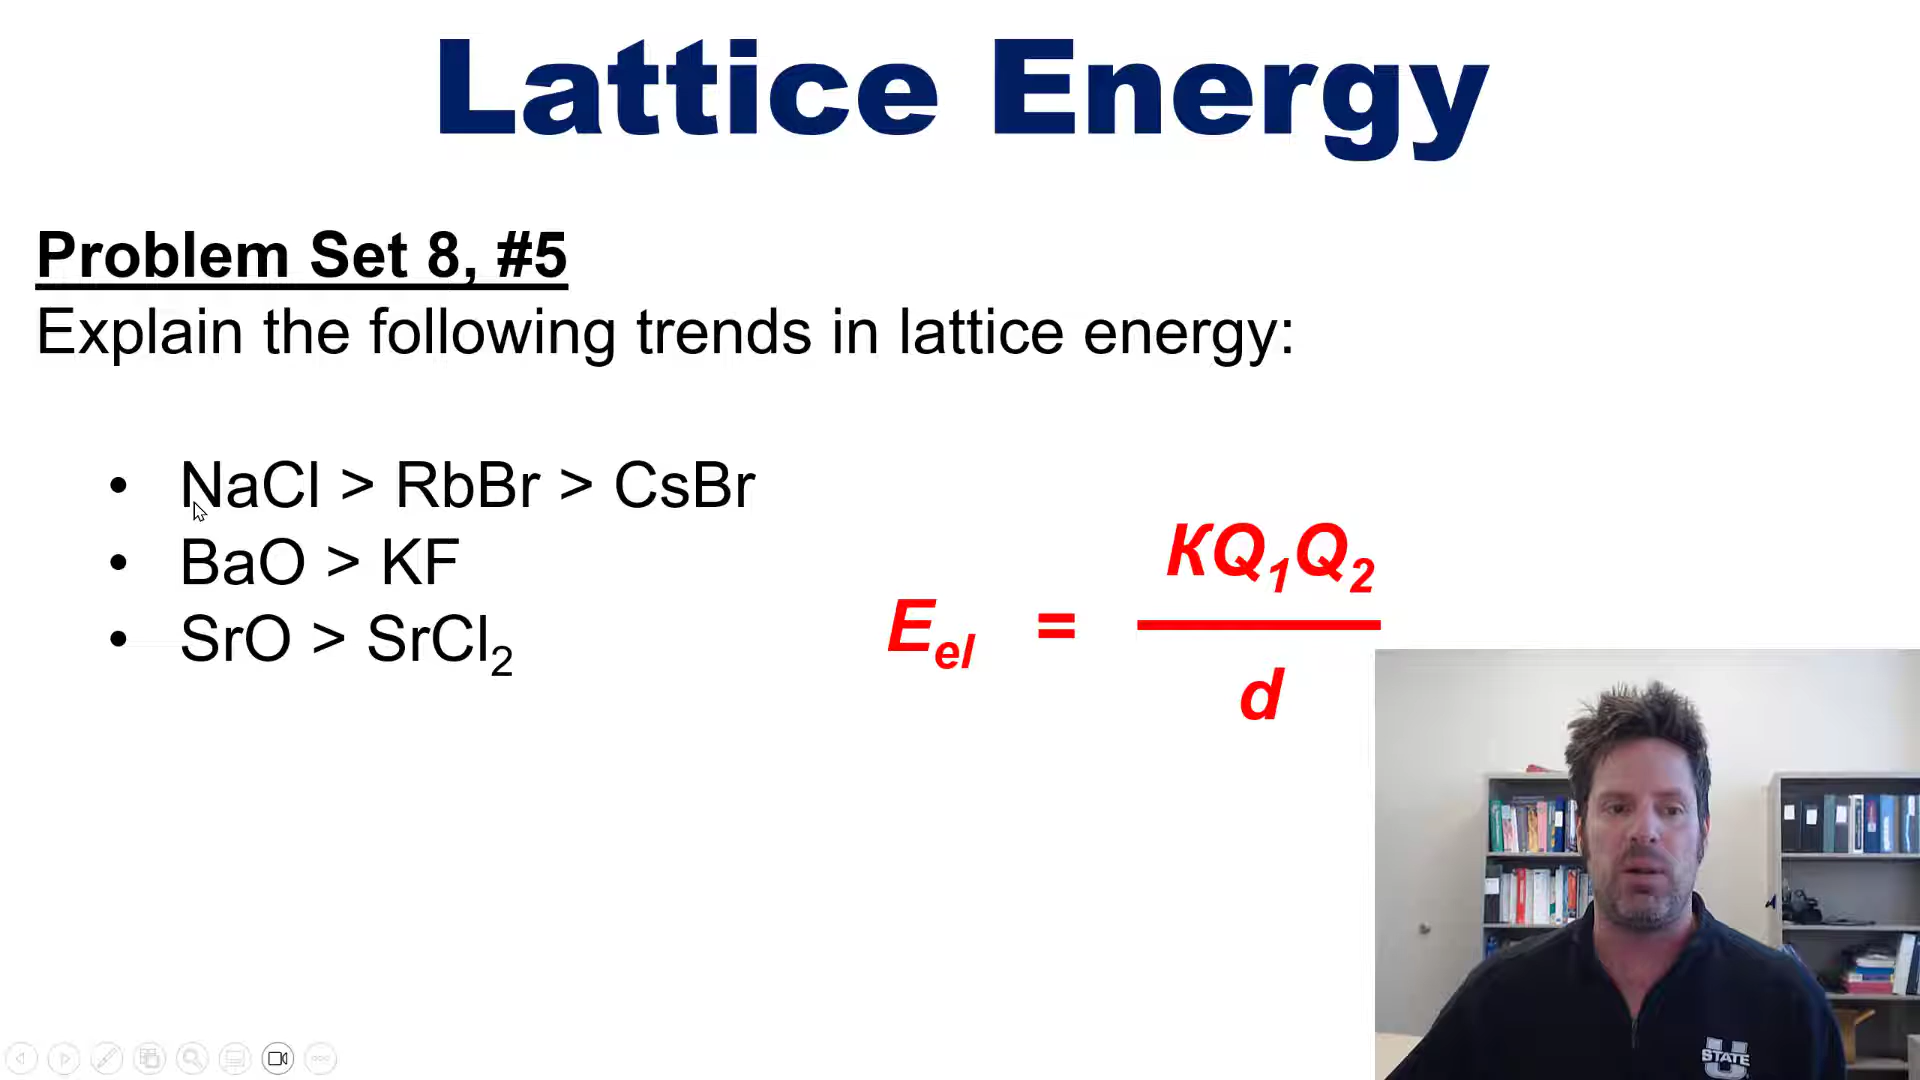 Lattice Energy
Problem Set 8, #5
Explain the following trends in lattice energy:
• NaCl > RbBr > CsBr
• BaO > KF
• SrO > SrCl₂
E_el = KQ₁Q₂
d
U
STATE